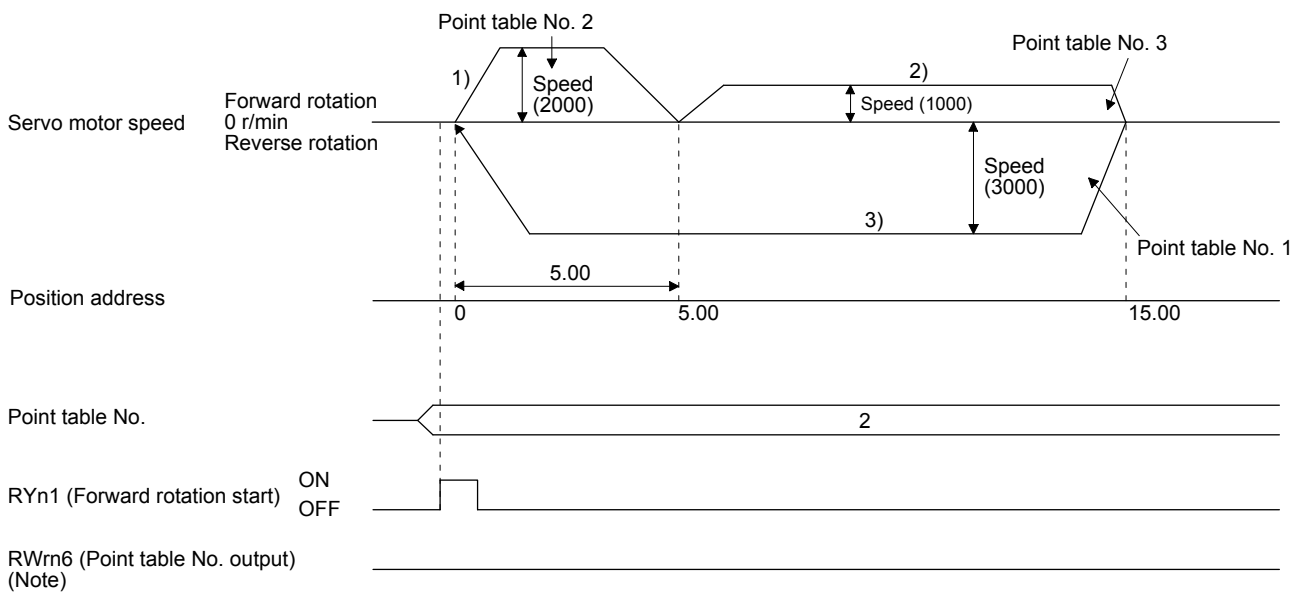 Point table No. 2
Point table No. 3
1)
2)
Speed
(2000)
Speed (1000)
Servo motor speed
Forward rotation
0 r/min
Reverse rotation
Speed
(3000)
3)
Point table No. 1
5.00
Position address
0
5.00
15.00
Point table No.
2
RYn1 (Forward rotation start)
ON
OFF
RWrn6 (Point table No. output)
(Note)